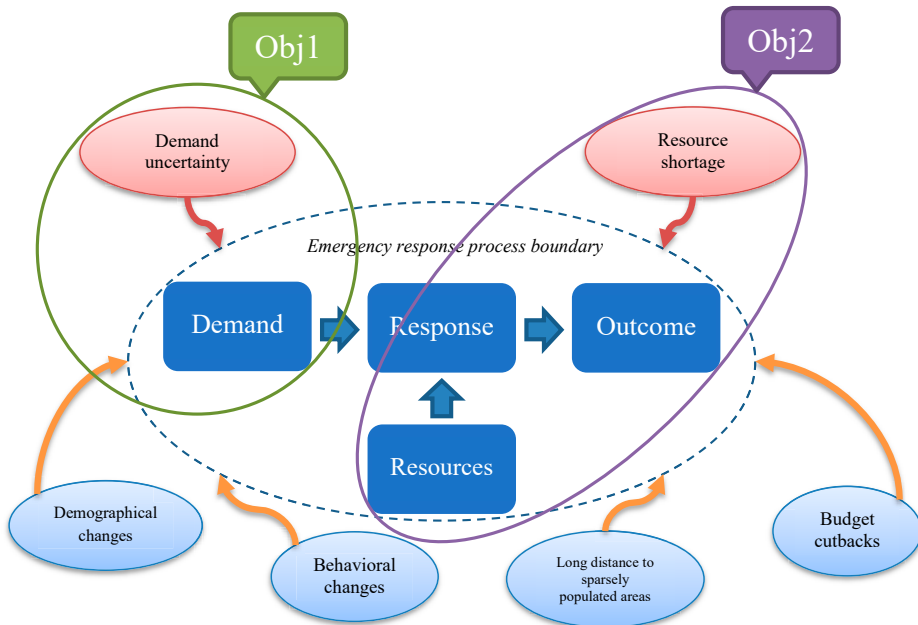 Obj1
Obj2
Demand
uncertainty
Resource
shortage
Emergency response process boundary
Demand
Response
Outcome
Resources
Demographical
changes
Behavioral
changes
Long distance to
sparsely
populated areas
Budget
cutbacks